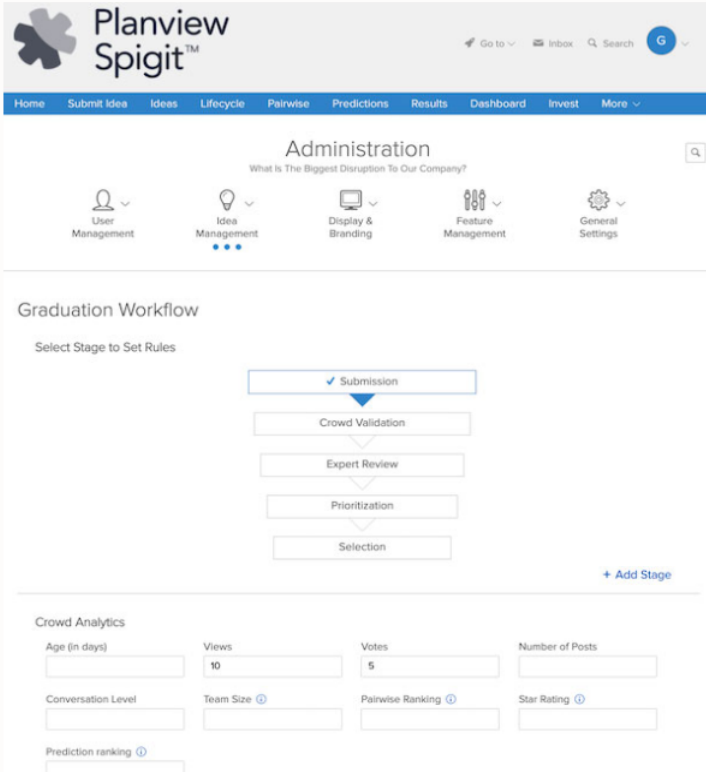 Planview
Spigit™
Go to
Inbox
Search
G
Home
Submit Idea
Ideas
Lifecycle
Pairwise
Predictions
Results
Dashboard
Invest
More
Administration
What Is The Biggest Disruption To Our Company?
User
Management
Idea
Management
Display &
Branding
Feature
Management
General
Settings
Graduation Workflow
Select Stage to Set Rules
Submission
Crowd Validation
Expert Review
Prioritization
Selection
+ Add Stage
Crowd Analytics
Age (in days)
Views
Votes
Number of Posts
10
5
Conversation Level
Team Size
Pairwise Ranking
Star Rating
Prediction ranking